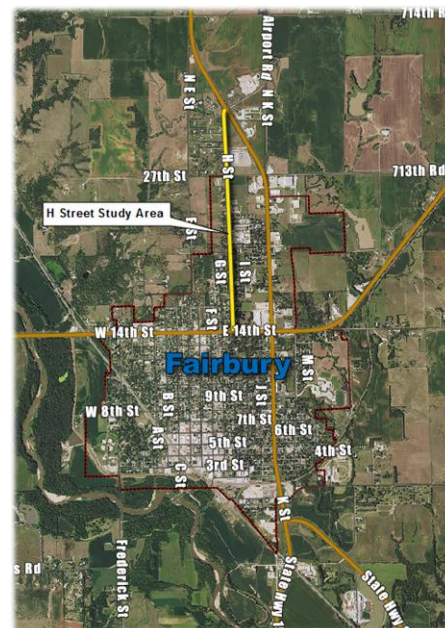 714th R
Airport Rd
N K St
N E St
27th St
713th Rd
H St
H Street Study Area
F St
G St
I St
F St
W 14th St
E 14th St
Fairbury
M St
J St
9th St
B St
W 8th St
7th St
6th St
A St
5th St
4th St
3rd St
C St
K St
s Rd
Frederick St
State Hwy 1
State Hwy